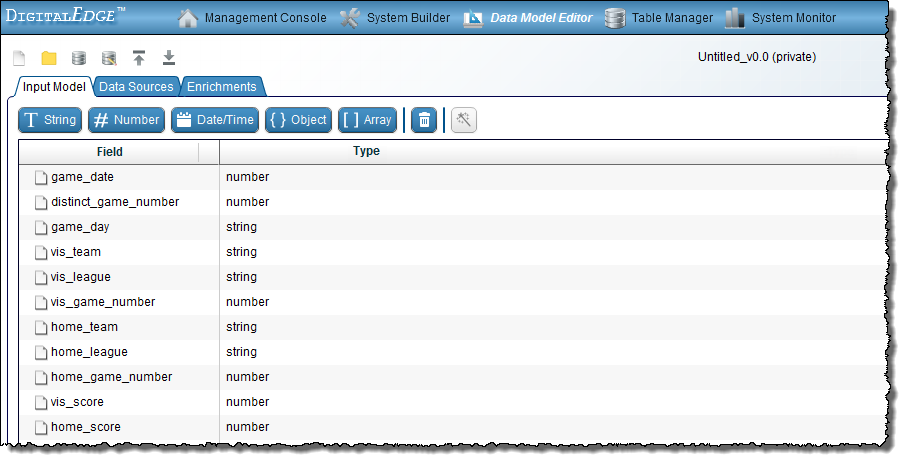 DIGITALEDGE™ Management Console System Builder Data Model Editor Table Manager System Monitor
Untitled_v0.0 (private)
Input Model Data Sources Enrichments
T String # Number Date/Time { } Object [ ] Array
Field Type
game_date number
distinct_game_number number
game_day string
vis_team string
vis_league string
vis_game_number number
home_team string
home_league string
home_game_number number
vis_score number
home_score number